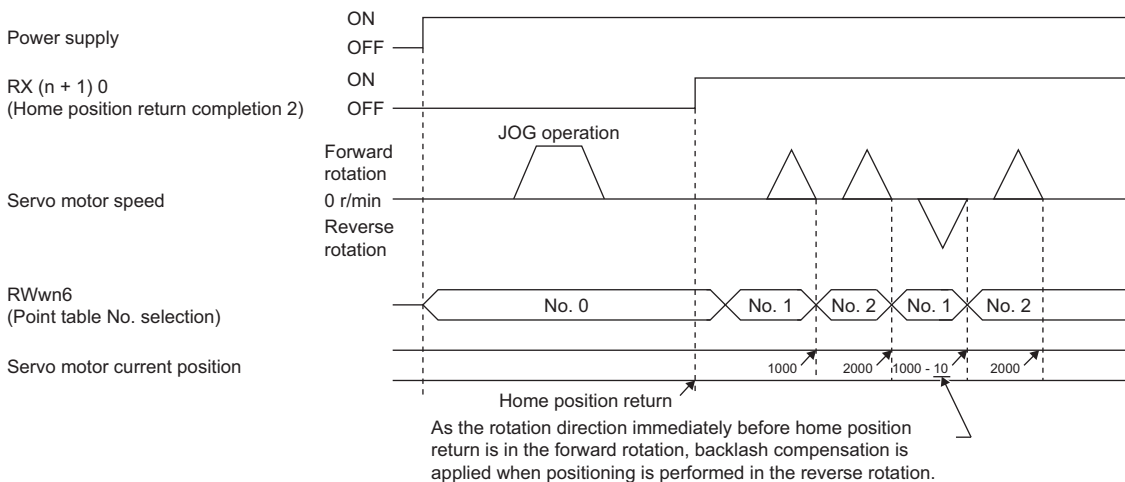 ON
Power supply
OFF
RX (n + 1) 0
ON
(Home position return completion 2)
OFF
JOG operation
Forward
rotation
Servo motor speed
0 r/min
Reverse
rotation
RWwn6
(Point table No. selection)
No. 0
No. 1
No. 2
No. 1
No. 2
Servo motor current position
1000
2000
1000 - 10
2000
Home position return
As the rotation direction immediately before home position
return is in the forward rotation, backlash compensation is
applied when positioning is performed in the reverse rotation.